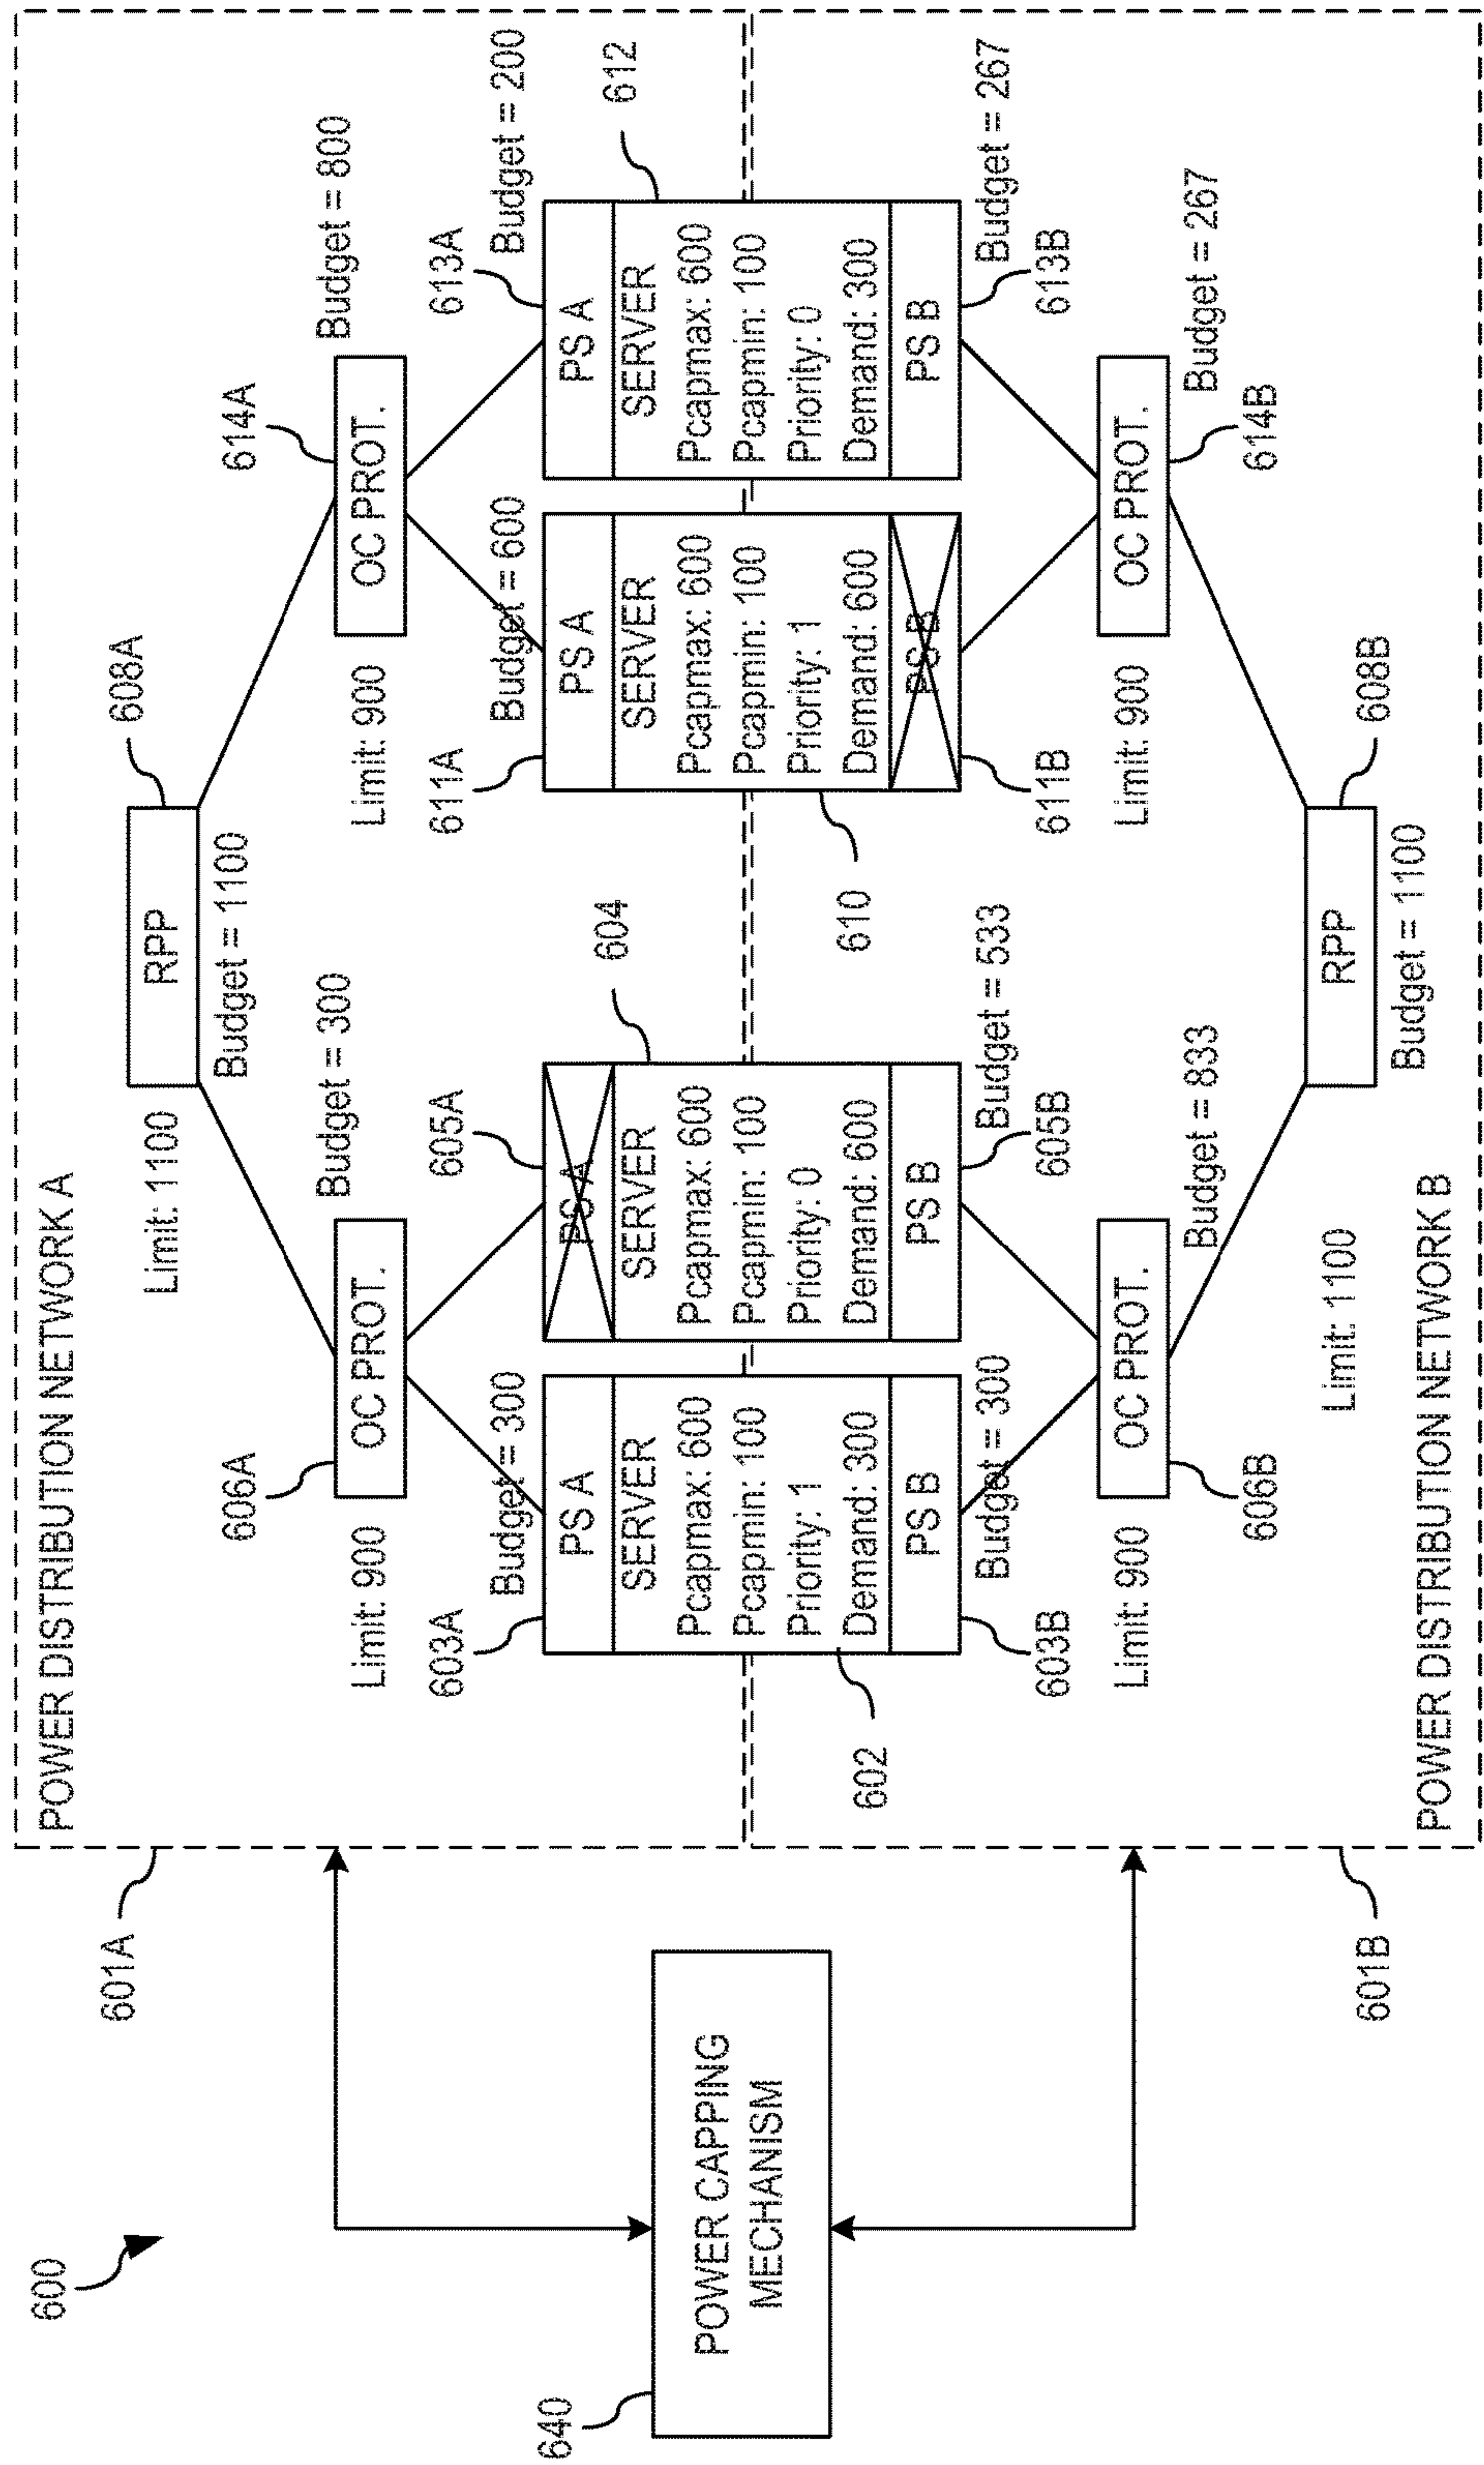 600
640
POWER CAPPING
MECHANISM
601A
601B
POWER DISTRIBUTION NETWORK A
Limit: 1100
RPP
608A
Budget = 1100
Budget = 300
Budget = 800
606A
OC PROT.
614A
OC PROT.
Limit: 900
Limit: 900
603A
605A
611A
613A
Budget = 300
Budget = 600
Budget = 200
PS A
PS A
PS A
PS A
604
612
SERVER
Pcapmax: 600
Pcapmin: 100
Priority: 1
Demand: 300
PS B
SERVER
Pcapmax: 600
Pcapmin: 100
Priority: 0
Demand: 600
PS B
SERVER
Pcapmax: 600
Pcapmin: 100
Priority: 1
Demand: 600
PS B
SERVER
Pcapmax: 600
Pcapmin: 100
Priority: 0
Demand: 300
PS B
602
610
Budget = 300
Budget = 533
Budget = 267
603B
605B
611B
613B
Limit: 900
OC PROT.
Limit: 900
OC PROT.
606B
Budget = 833
614B
Budget = 267
Limit: 1100
RPP
608B
Budget = 1100
POWER DISTRIBUTION NETWORK B